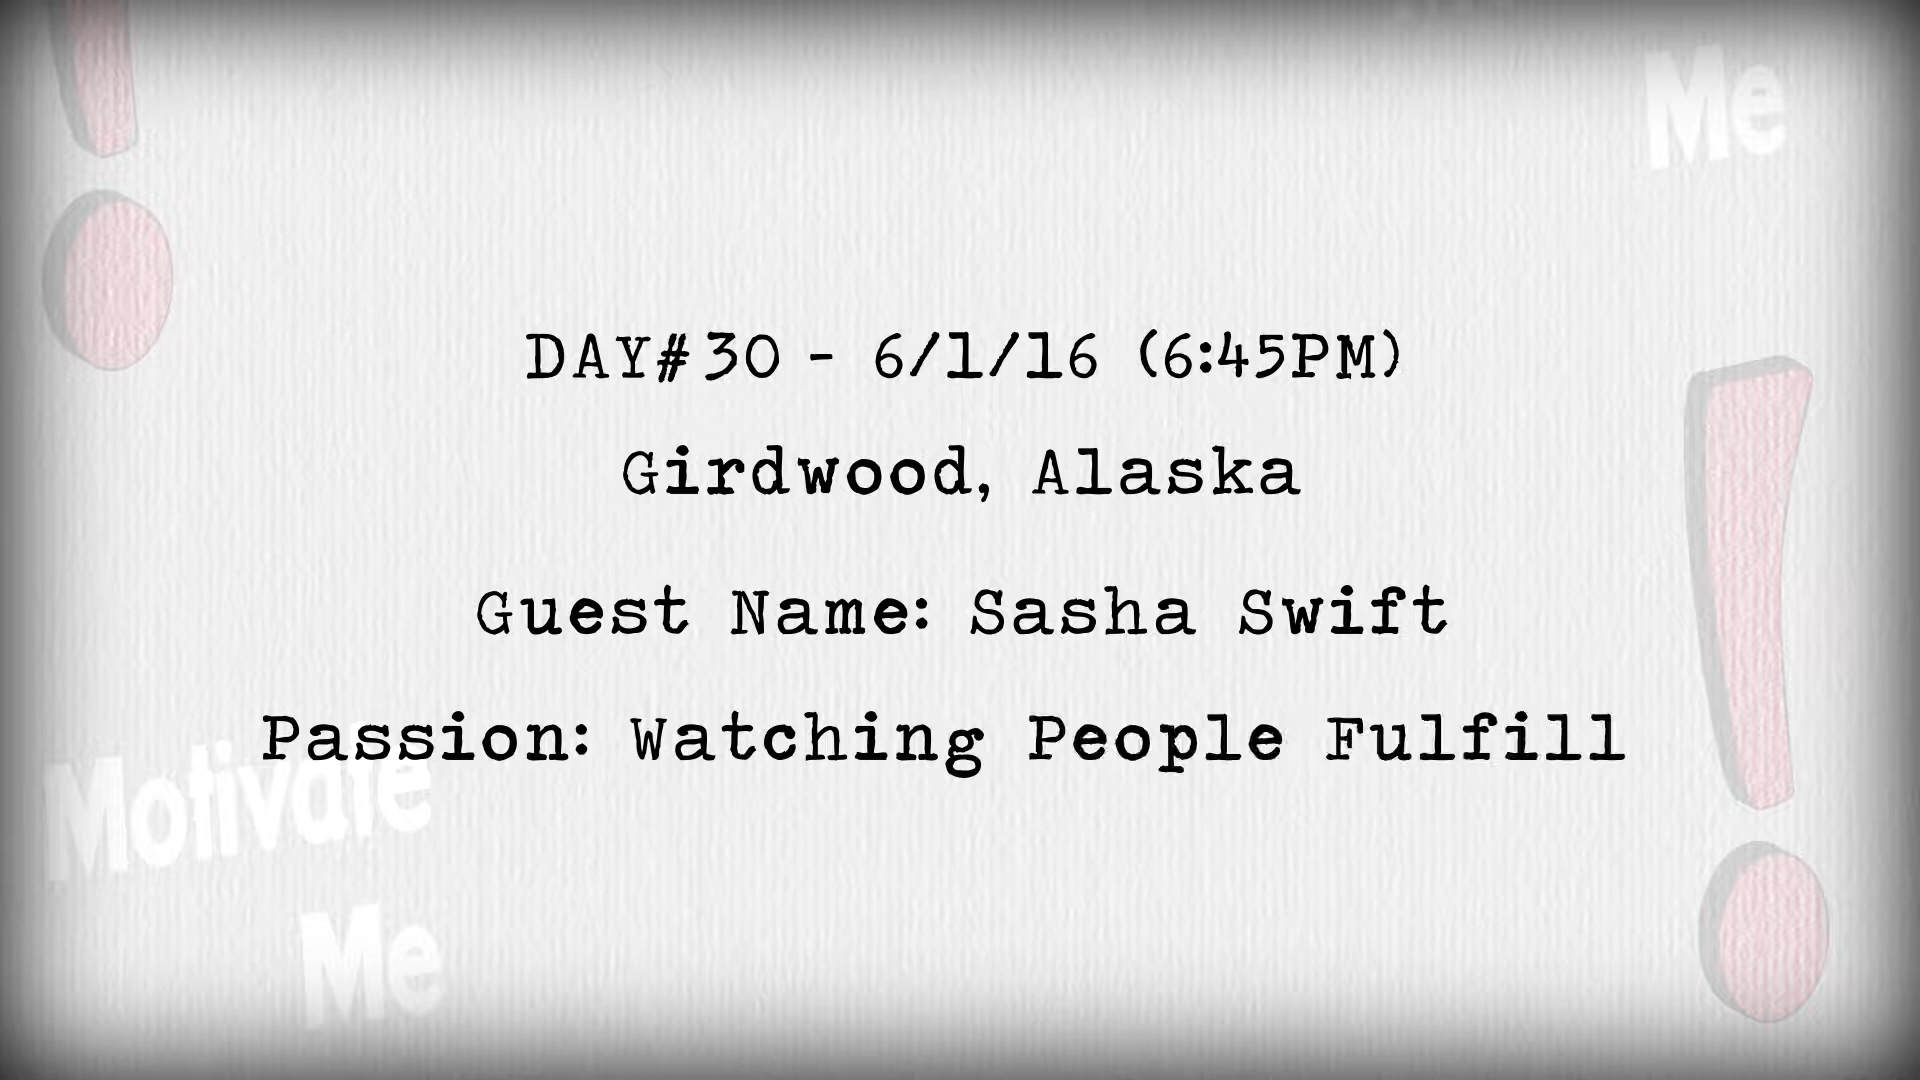 Me
DAY#30 - 6/1/16 (6:45PM)
Girdwood, Alaska
Guest Name: Sasha Swift
Passion: Watching People Fulfill
Motivate
Me